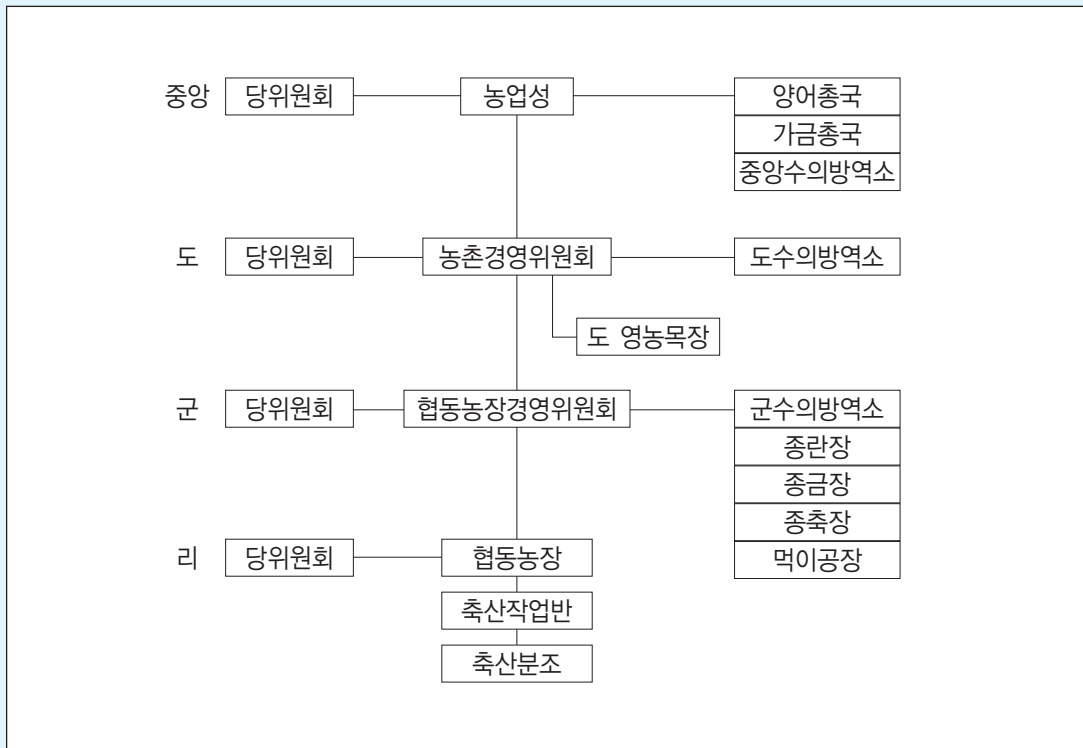 중앙 당위원회 농업성 양어총국
가금총국
중앙수의방역소
도 당위원회 농촌경영위원회 도수의방역소
도 영농목장
군 당위원회 협동농장경영위원회 군수의방역소
종란장
종금장
종축장
리 당위원회 협동농장 먹이공장
축산작업반
축산분조